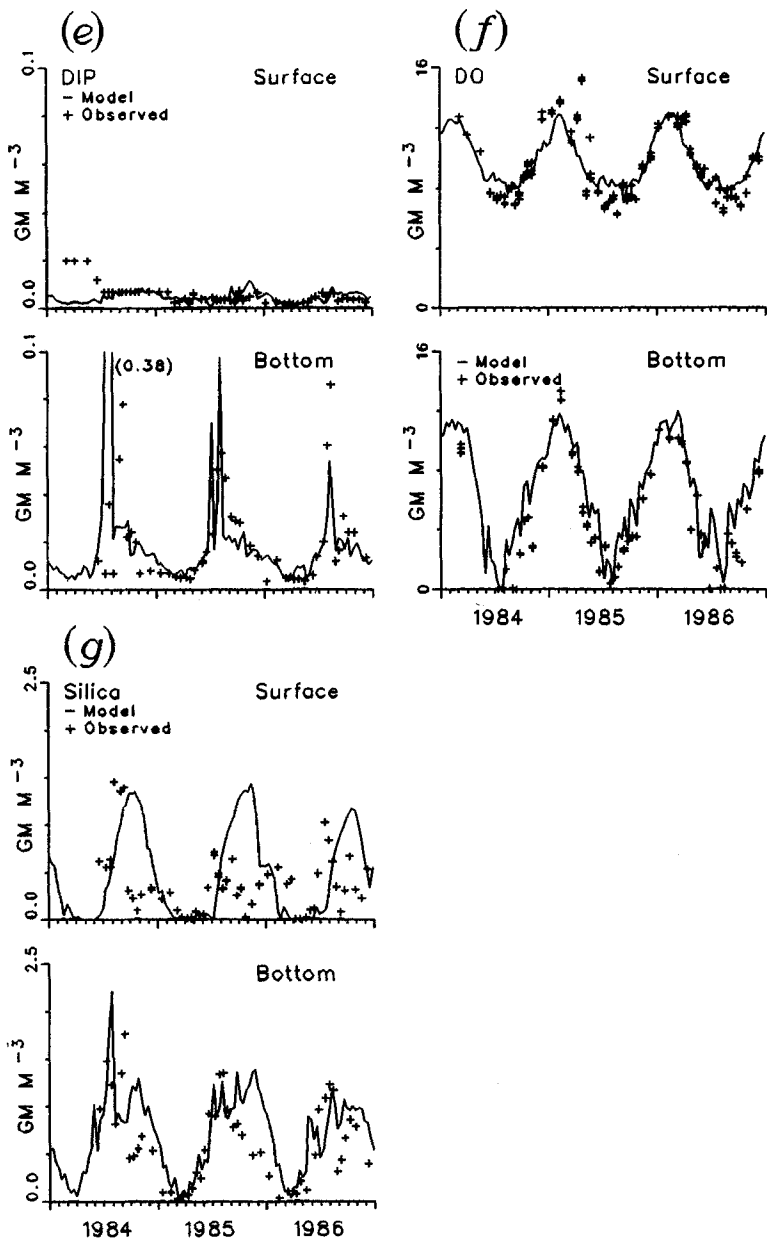 (e)
DIP
Surface
– Model
+ Observed
0.1
GM M⁻³
0.0
(0.38)
Bottom
0.1
GM M⁻³
0.0
(f)
DO
Surface
16
GM M⁻³
0
– Model
+ Observed
Bottom
16
GM M⁻³
0
1984 1985 1986
(g)
Silica
Surface
– Model
+ Observed
2.5
GM M⁻³
0.0
Bottom
2.5
GM M⁻³
0.0
1984 1985 1986